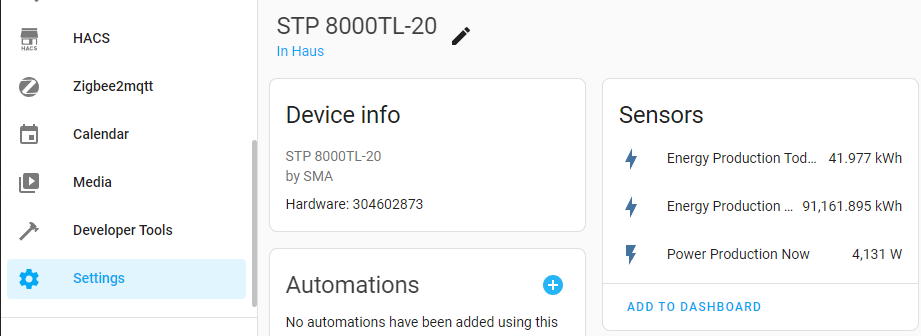 HACS
HACS
Zigbee2mqtt
Calendar
Media
Developer Tools
Settings
STP 8000TL-20
In Haus
Device info
STP 8000TL-20
by SMA
Hardware: 304602873
Automations
No automations have been added using this
Sensors
Energy Production Tod... 41.977 kWh
Energy Production ... 91,161.895 kWh
Power Production Now 4,131 W
ADD TO DASHBOARD